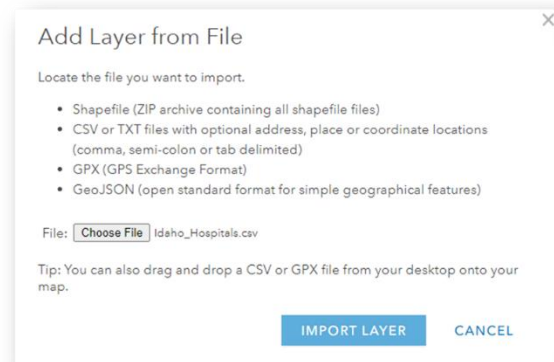 Add Layer from File
Locate the file you want to import.
• Shapefile (ZIP archive containing all shapefile files)
• CSV or TXT files with optional address, place or coordinate locations
(comma, semi-colon or tab delimited)
• GPX (GPS Exchange Format)
• GeoJSON (open standard format for simple geographical features)
File: Choose File Idaho_Hospitals.csv
Tip: You can also drag and drop a CSV or GPX file from your desktop onto your
map.
IMPORT LAYER CANCEL